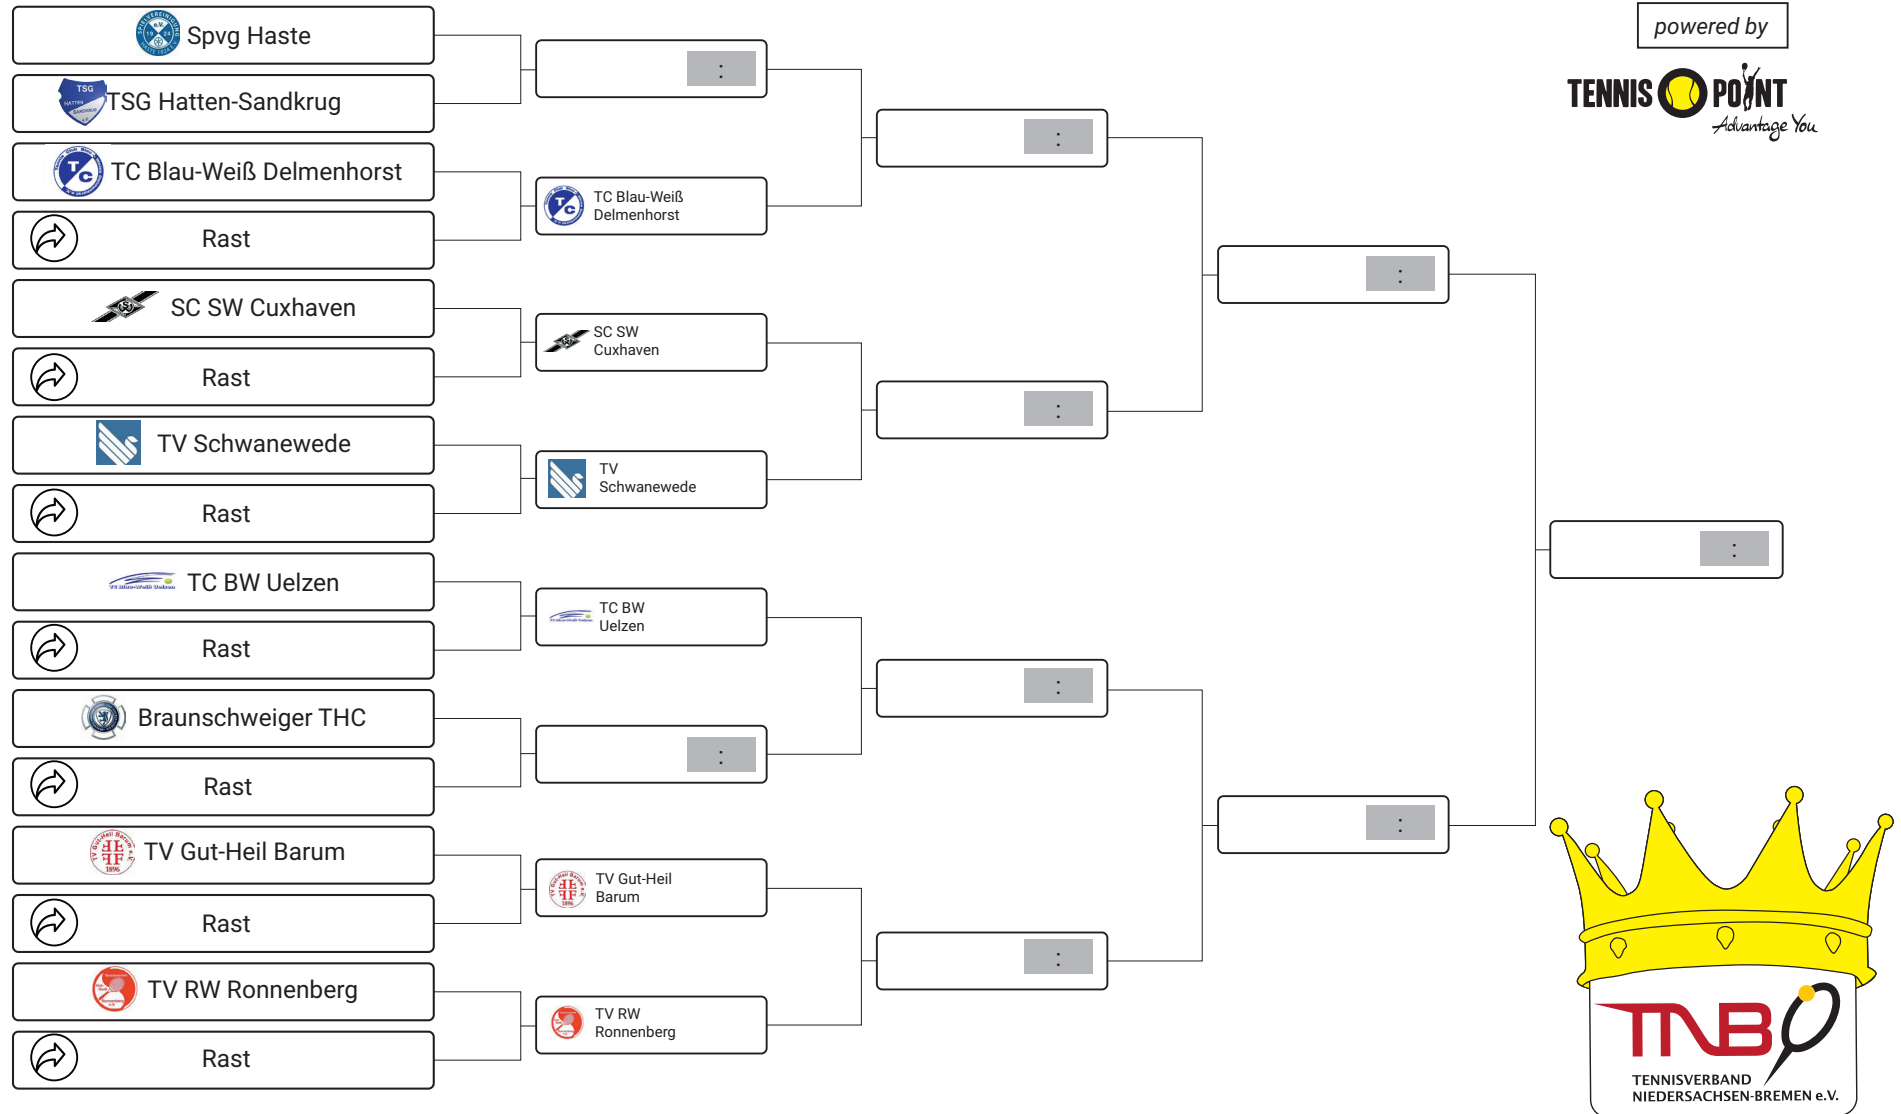 Spvg Haste
TSG Hatten-Sandkrug
TC Blau-Weiß Delmenhorst
Rast
SC SW Cuxhaven
Rast
TV Schwanewede
Rast
TC BW Uelzen
Rast
Braunschweiger THC
Rast
TV Gut-Heil Barum
Rast
TV RW Ronnenberg
Rast
:
TC Blau-Weiß
Delmenhorst
SC SW
Cuxhaven
TV
Schwanewede
TC BW
Uelzen
:
TV Gut-Heil
Barum
TV RW
Ronnenberg
:
:
:
:
:
:
:
powered by
TENNIS POINT
Advantage You
TNB
TENNISVERBAND
NIEDERSACHSEN-BREMEN e.V.